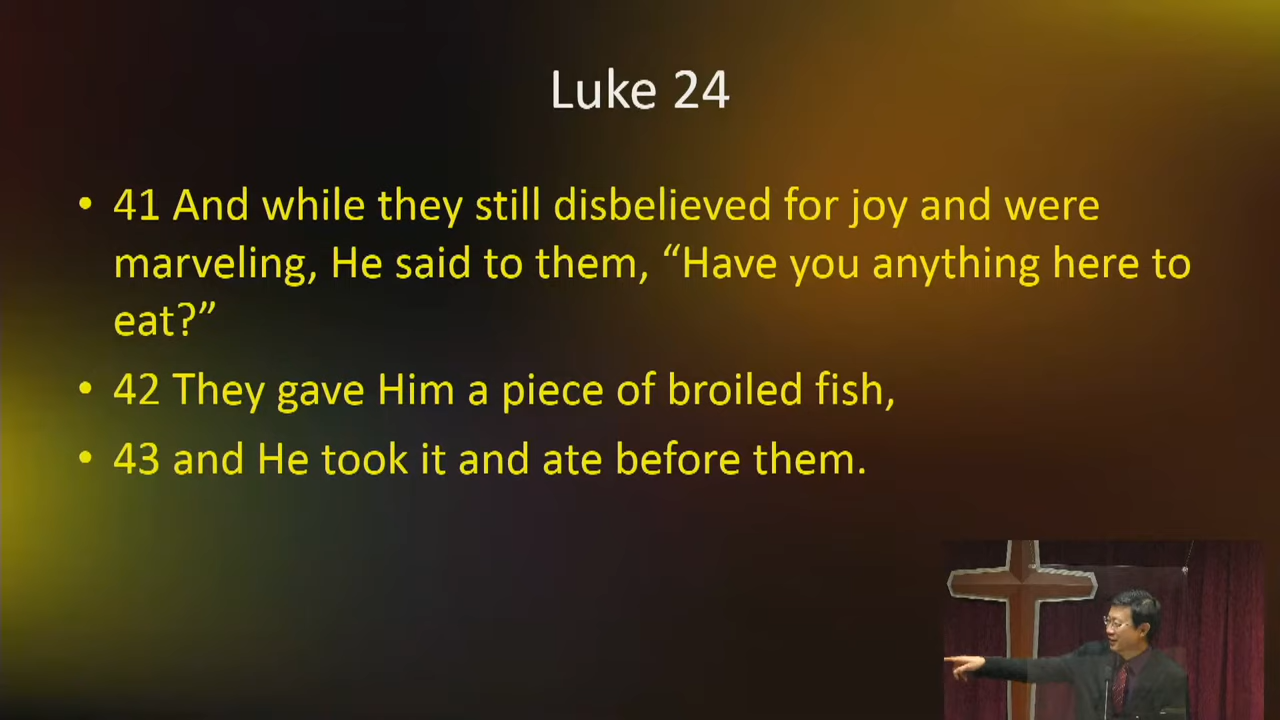 Luke 24
• 41 And while they still disbelieved for joy and were
marveling, He said to them, “Have you anything here to
eat?”
• 42 They gave Him a piece of broiled fish,
• 43 and He took it and ate before them.